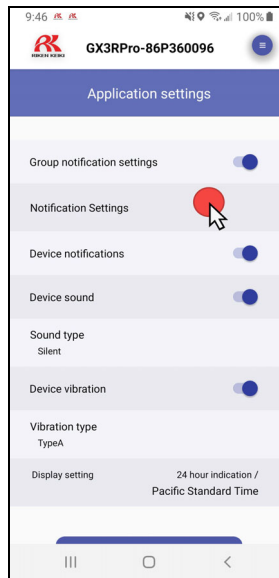 9:46 100%
RIKEN KEIKI
GX3RPro-86P360096
Application settings
Group notification settings
Notification Settings
Device notifications
Device sound
Sound type
Silent
Device vibration
Vibration type
TypeA
Display setting
24 hour indication /
Pacific Standard Time